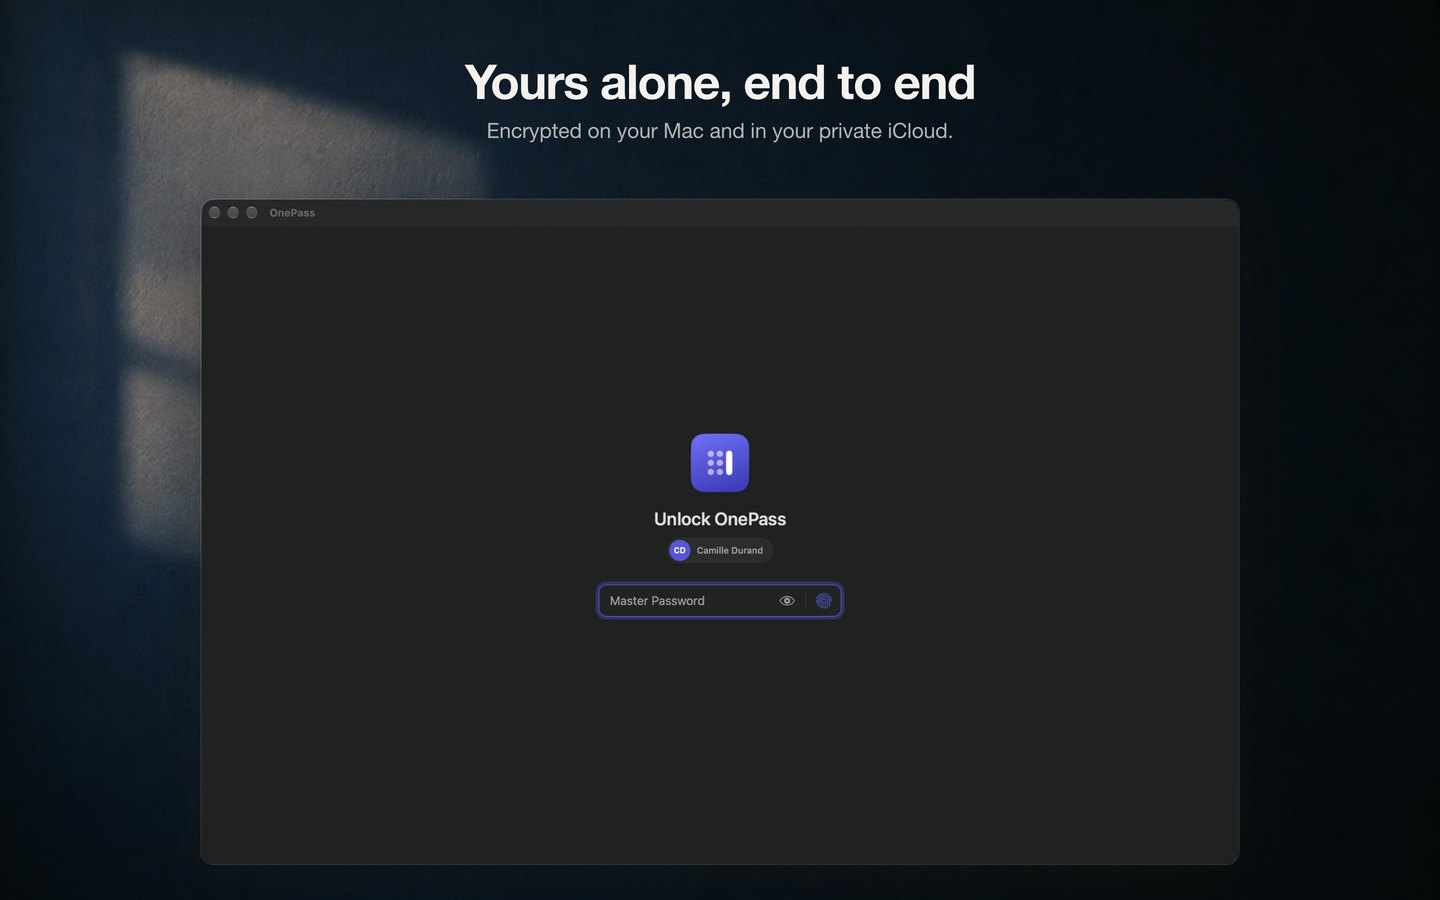 Yours alone, end to end
Encrypted on your Mac and in your private iCloud.
OnePass
Unlock OnePass
CD Camille Durand
Master Password